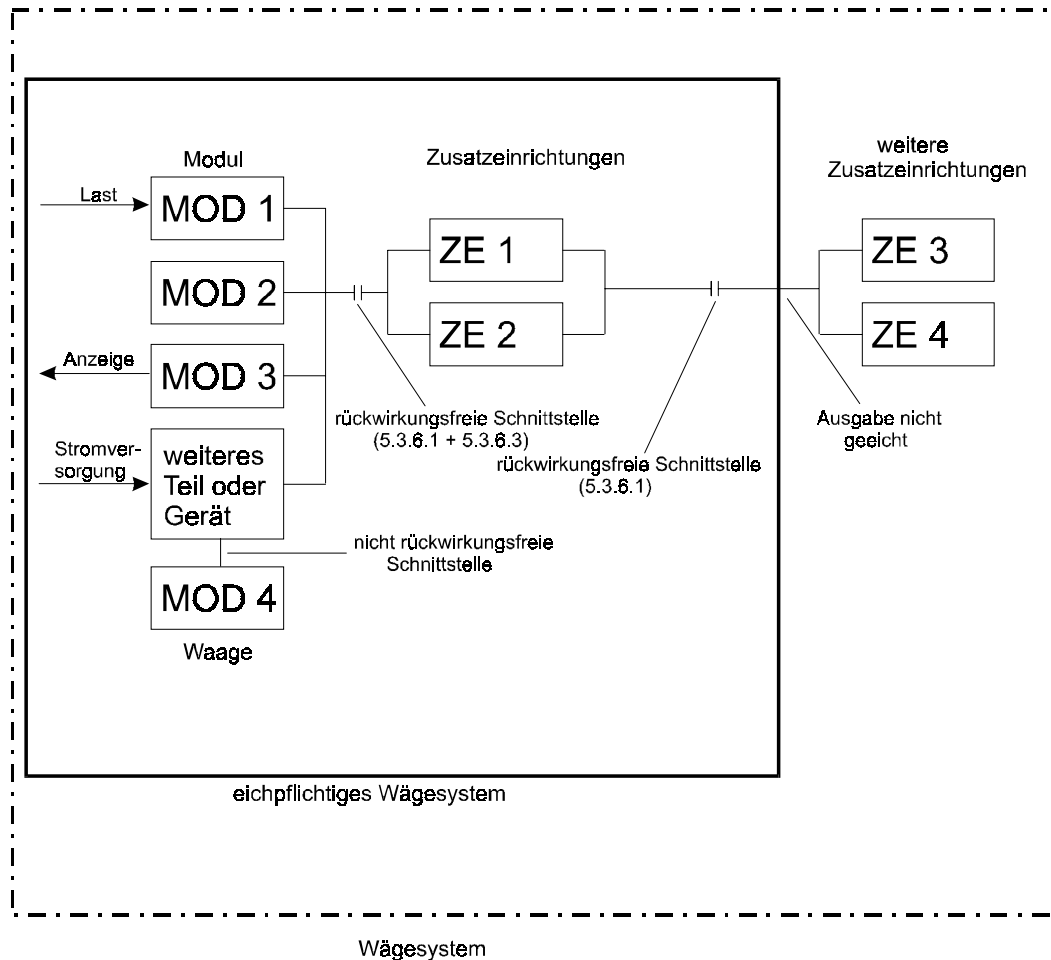 Modul
Zusatzeinrichtungen
weitere
Zusatzeinrichtungen
Last
MOD 1
ZE 1
ZE 3
MOD 2
ZE 2
ZE 4
Anzeige
MOD 3
rückwirkungsfreie Schnittstelle
(5.3.6.1 + 5.3.6.3)
Ausgabe nicht
geeicht
Stromver-
sorgung
weiteres
Teil oder
Gerät
rückwirkungsfreie Schnittstelle
(5.3.6.1)
nicht rückwirkungsfreie
Schnittstelle
MOD 4
Waage
eichpflichtiges Wägesystem
Wägesystem